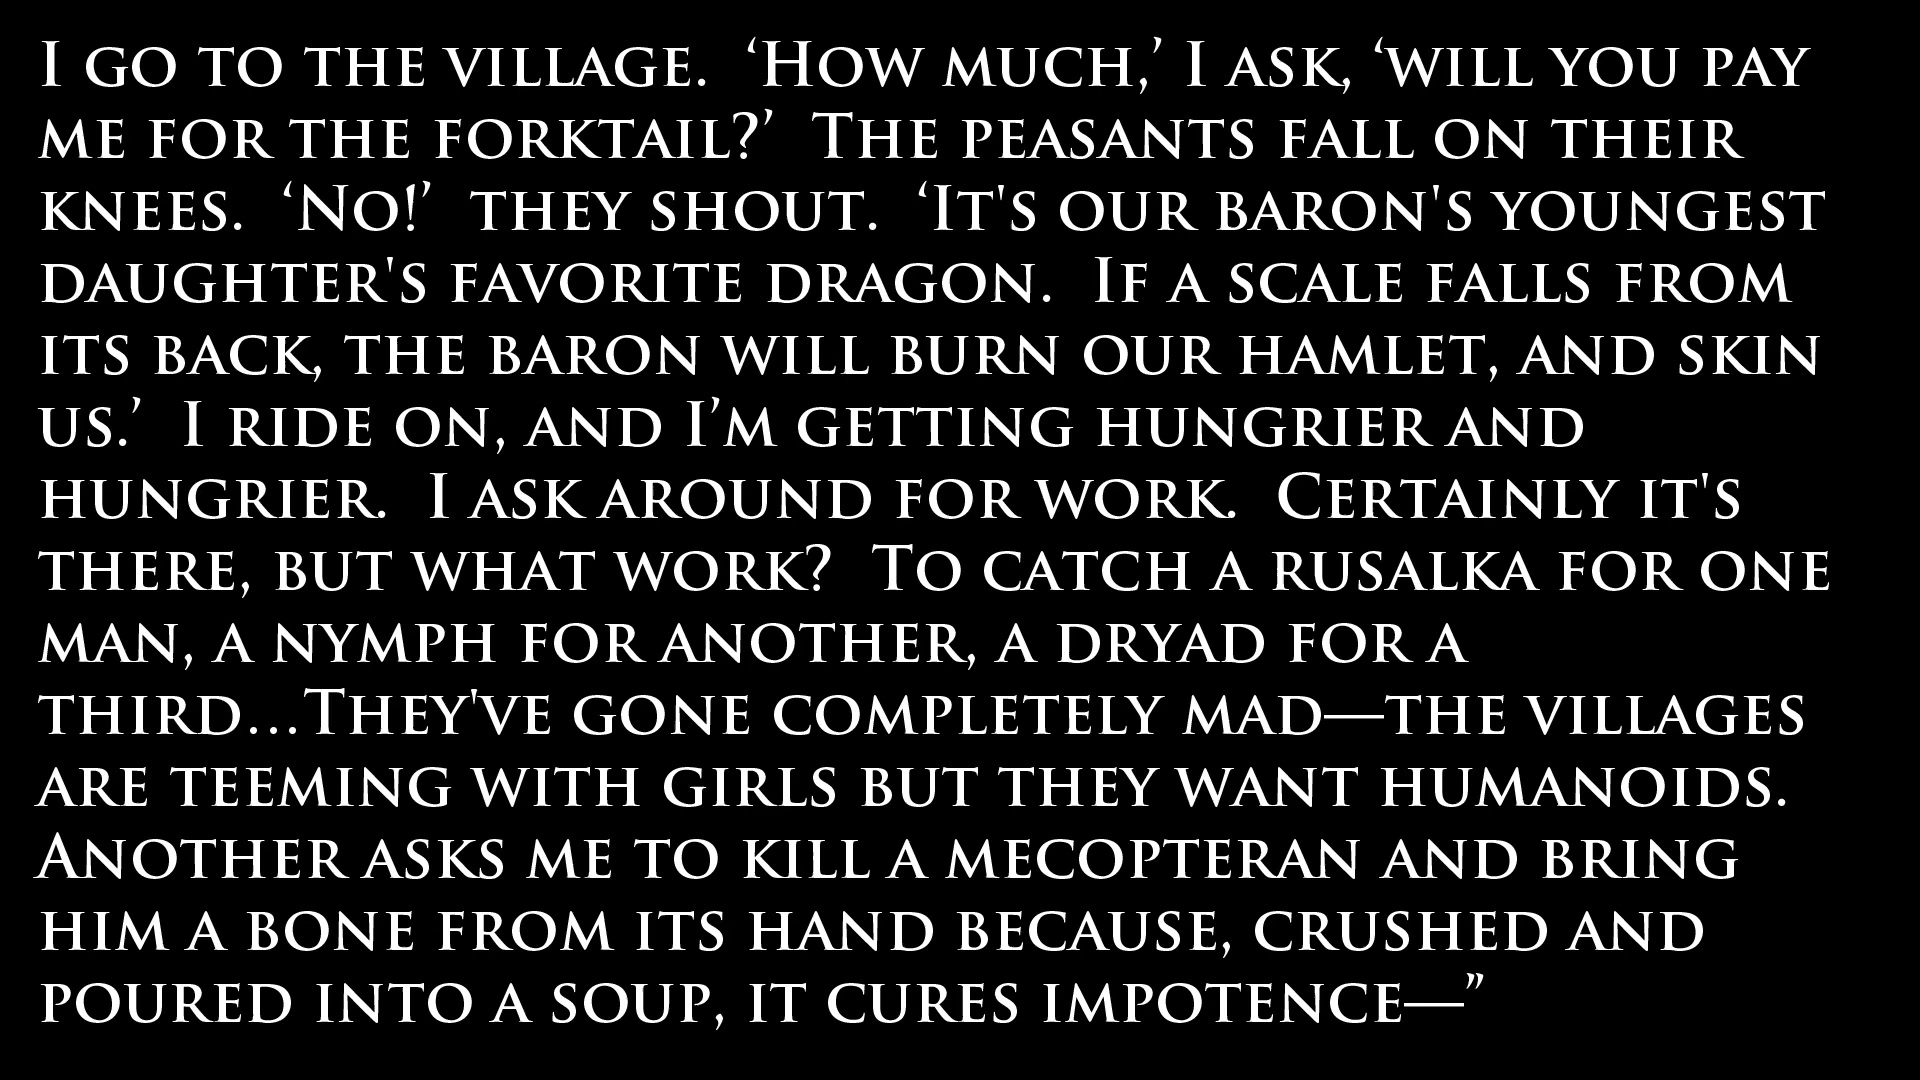 I go to the village.  ‘How much,’ I ask, ‘will you pay
me for the forktail?’  The peasants fall on their
knees.  ‘No!’  they shout.  ‘It's our baron's youngest
daughter's favorite dragon.  If a scale falls from
its back, the baron will burn our hamlet, and skin
us.’  I ride on, and I’m getting hungrier and
hungrier.  I ask around for work.  Certainly it's
there, but what work?  To catch a rusalka for one
man, a nymph for another, a dryad for a
third…They've gone completely mad—the villages
are teeming with girls but they want humanoids.
Another asks me to kill a mecopteran and bring
him a bone from its hand because, crushed and
poured into a soup, it cures impotence—”